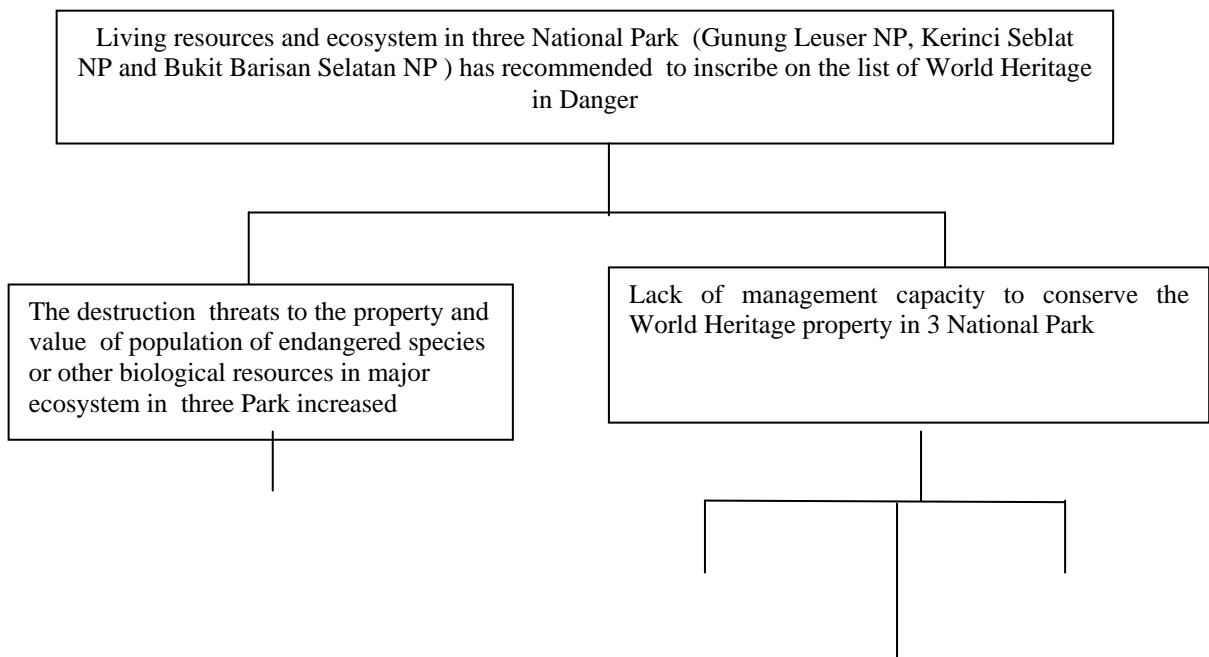 Living resources and ecosystem in three National Park (Gunung Leuser NP, Kerinci Seblat
NP and Bukit Barisan Selatan NP ) has recommended to inscribe on the list of World Heritage
in Danger
The destruction threats to the property and
value of population of endangered species
or other biological resources in major
ecosystem in three Park increased
Lack of management capacity to conserve the
World Heritage property in 3 National Park